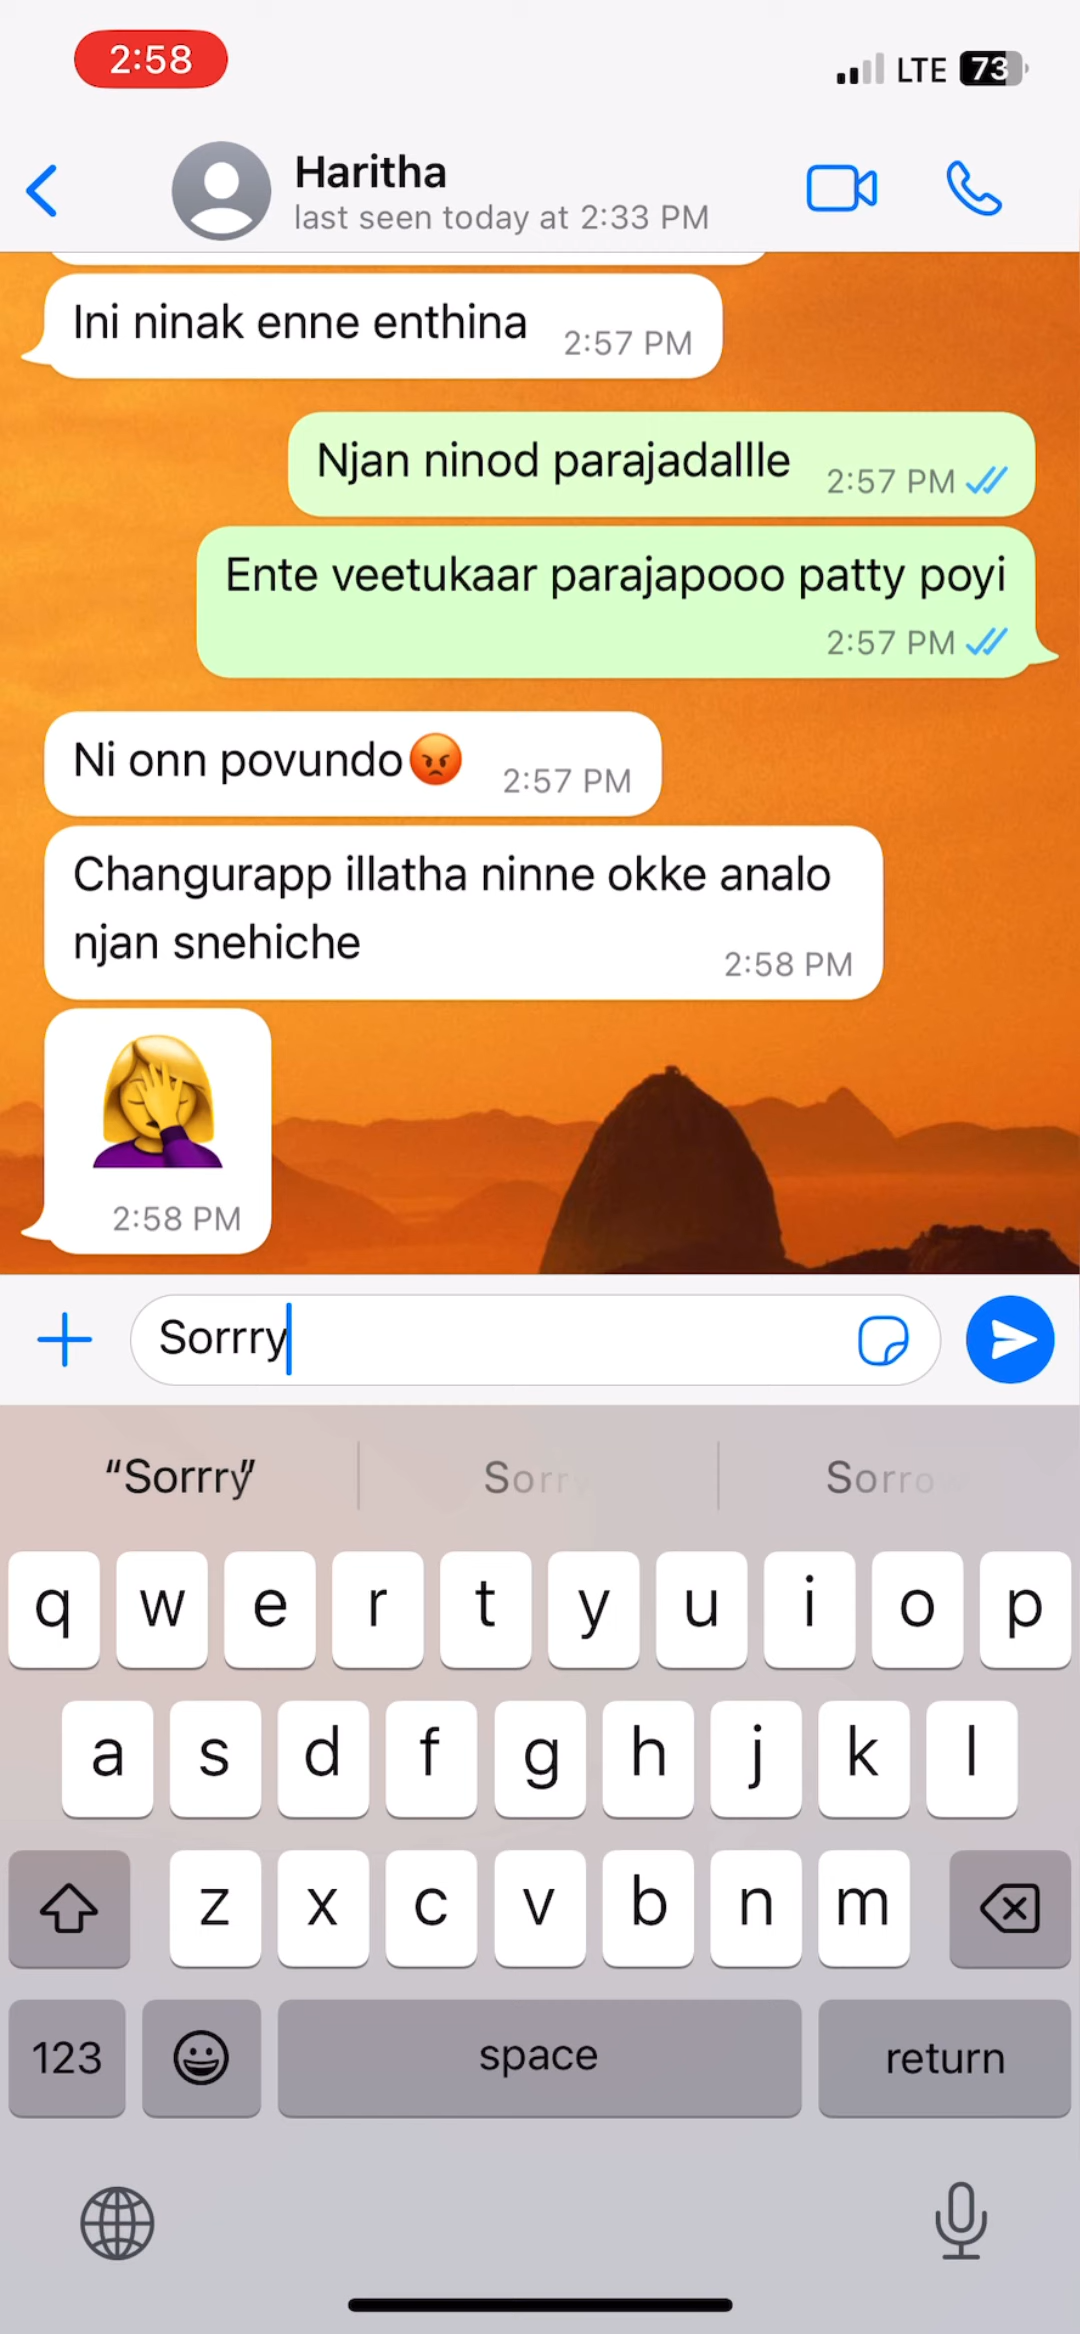 2:58
LTE 73
Haritha
last seen today at 2:33 PM
Ini ninak enne enthina 2:57 PM
Njan ninod parajadallle 2:57 PM
Ente veetukaar parajapooo patty poyi
2:57 PM
Ni onn povundo 2:57 PM
Changurapp illatha ninne okke analo
njan snehiche 2:58 PM
2:58 PM
Sorrry
“Sorrry” Sorry Sorrow
q w e r t y u i o p
a s d f g h j k l
z x c v b n m
123 space return